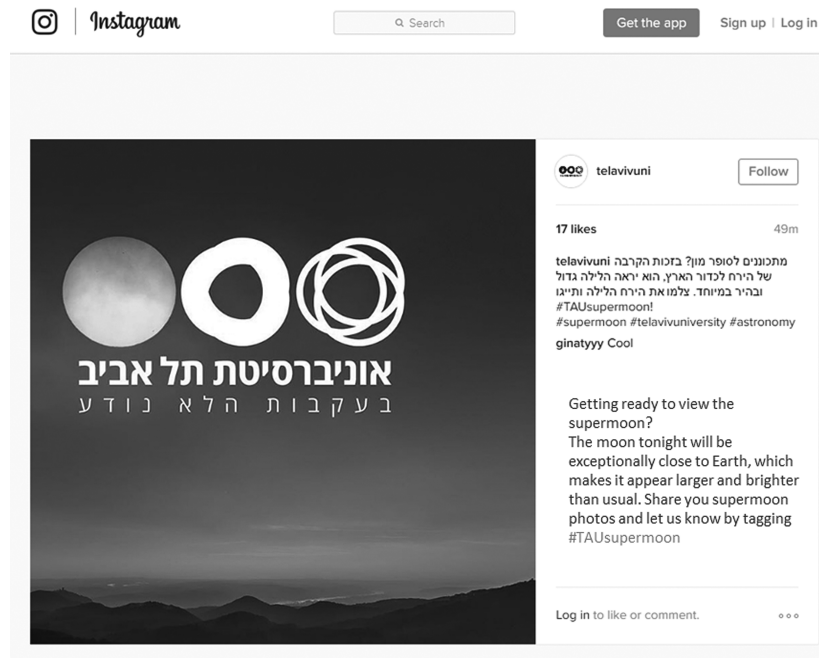 Instagram
Search
Get the app
Sign up | Log in
אוניברסיטת תל אביב
בעקבות הלא נודע
telavivuni
Follow
17 likes
49m
telavivuni מתכוננים לסופר מון? בזכות הקרבה
של הירח לכדור הארץ, הוא יראה הלילה גדול
ובהיר במיוחד. צלמו את הירח הלילה ותייגו
#TAUsupermoon!
#supermoon #telavivuniversity #astronomy
ginatyyy Cool
Getting ready to view the
supermoon?
The moon tonight will be
exceptionally close to Earth, which
makes it appear larger and brighter
than usual. Share you supermoon
photos and let us know by tagging
#TAUsupermoon
Log in to like or comment.